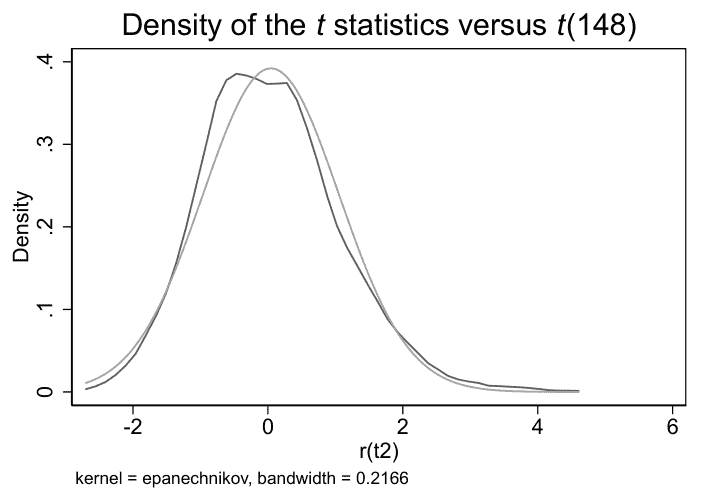 Density of the t statistics versus t(148)
Density
.4
.3
.2
.1
0
-2 0 2 4 6
r(t2)
kernel = epanechnikov, bandwidth = 0.2166